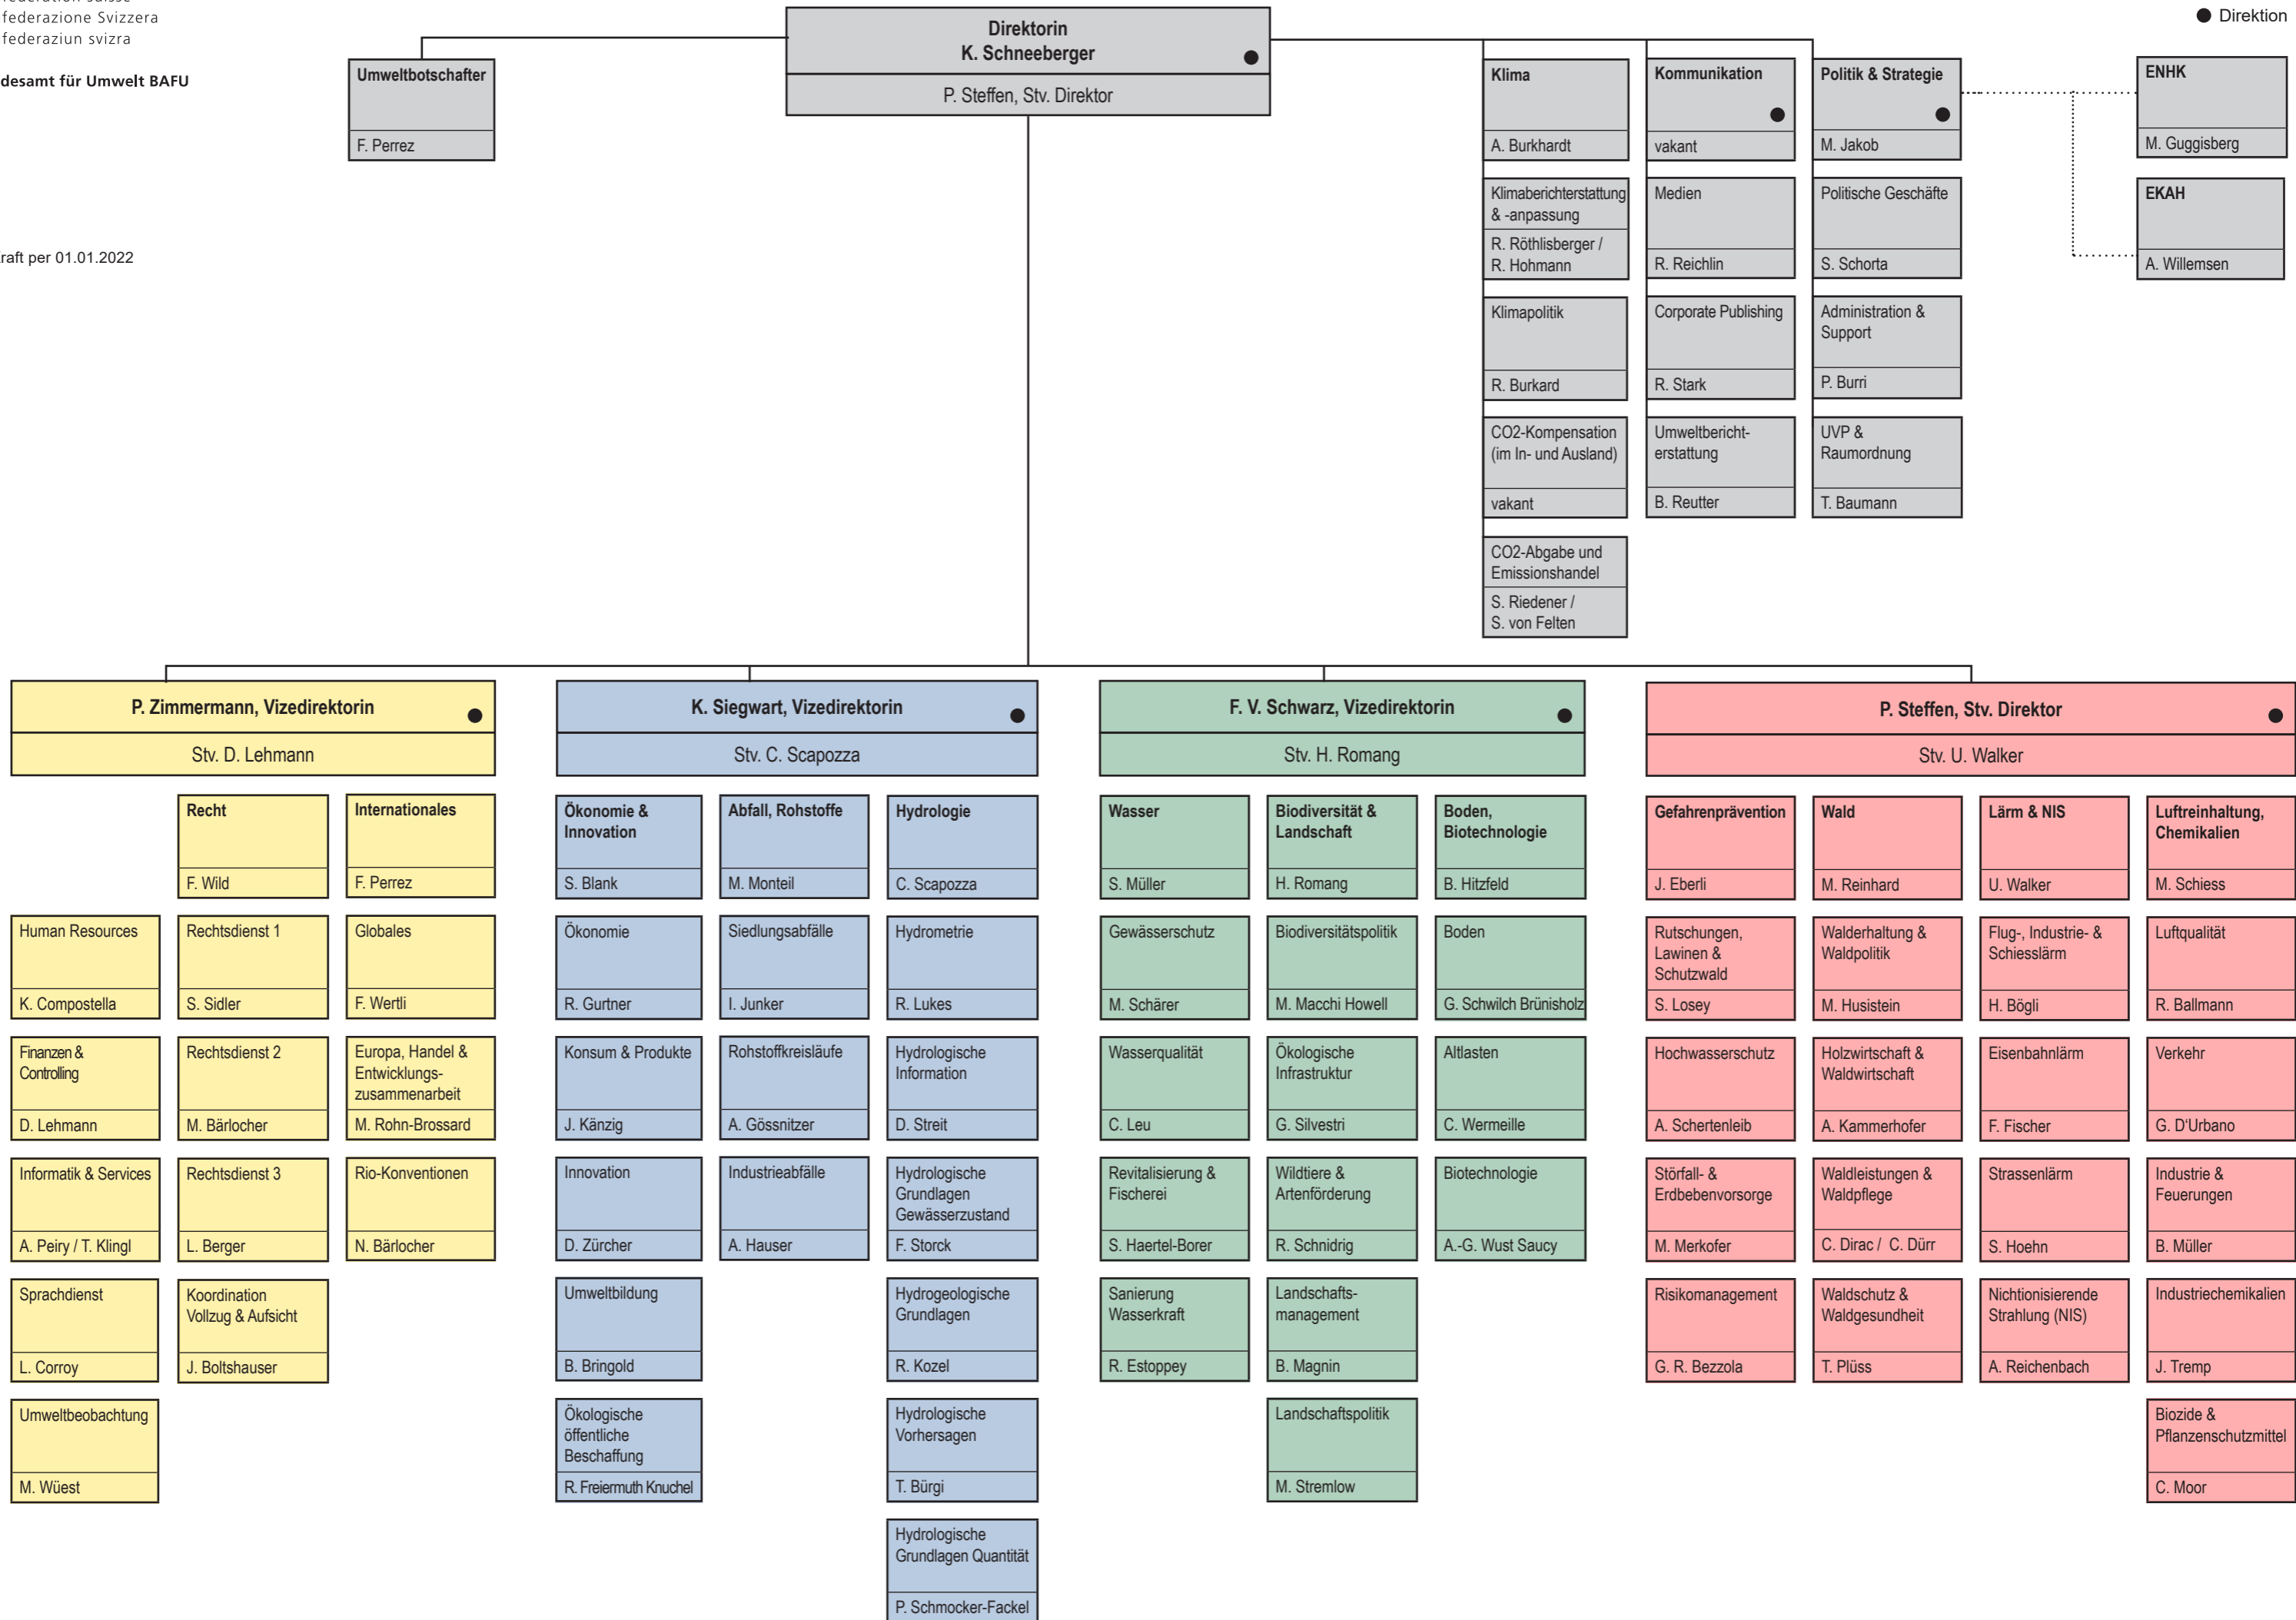 federazione Svizzera
federaziun svizra
desamt für Umwelt BAFU
raft per 01.01.2022
Direktorin
K. Schneeberger
P. Steffen, Stv. Direktor
Direktion
Umweltbotschafter
F. Perrez
Klima
A. Burkhardt
Kommunikation
vakant
Politik & Strategie
M. Jakob
ENHK
M. Guggisberg
Klimaberichterstattung
& -anpassung
R. Röthlisberger /
R. Hohmann
Medien
R. Reichlin
Politische Geschäfte
S. Schorta
EKAH
A. Willemsen
Klimapolitik
R. Burkard
Corporate Publishing
R. Stark
Administration &
Support
P. Burri
CO2-Kompensation
(im In- und Ausland)
vakant
Umweltbericht-
erstattung
B. Reutter
UVP &
Raumordnung
T. Baumann
CO2-Abgabe und
Emissionshandel
S. Riedener /
S. von Felten
P. Zimmermann, Vizedirektorin
Stv. D. Lehmann
Recht
F. Wild
Internationales
F. Perrez
Human Resources
K. Compostella
Rechtsdienst 1
S. Sidler
Globales
F. Wertli
Finanzen &
Controlling
D. Lehmann
Rechtsdienst 2
M. Bärlocher
Europa, Handel &
Entwicklungs-
zusammenarbeit
M. Rohn-Brossard
Informatik & Services
A. Peiry / T. Klingl
Rechtsdienst 3
L. Berger
Rio-Konventionen
N. Bärlocher
Sprachdienst
L. Corroy
Koordination
Vollzug & Aufsicht
J. Boltshauser
Umweltbeobachtung
M. Wüest
K. Siegwart, Vizedirektorin
Stv. C. Scapozza
Ökonomie &
Innovation
S. Blank
Abfall, Rohstoffe
M. Monteil
Hydrologie
C. Scapozza
Ökonomie
R. Gurtner
Siedlungsabfälle
I. Junker
Hydrometrie
R. Lukes
Konsum & Produkte
J. Känzig
Rohstoffkreisläufe
A. Gössnitzer
Hydrologische
Information
D. Streit
Innovation
D. Zürcher
Industrieabfälle
A. Hauser
Hydrologische
Grundlagen
Gewässerzustand
F. Storck
Umweltbildung
B. Bringold
Hydrogeologische
Grundlagen
R. Kozel
Ökologische
öffentliche
Beschaffung
R. Freiermuth Knuchel
Hydrologische
Vorhersagen
T. Bürgi
Hydrologische
Grundlagen Quantität
P. Schmocker-Fackel
F. V. Schwarz, Vizedirektorin
Stv. H. Romang
Wasser
S. Müller
Biodiversität &
Landschaft
H. Romang
Boden,
Biotechnologie
B. Hitzfeld
Gewässerschutz
M. Schärer
Biodiversitätspolitik
M. Macchi Howell
Boden
G. Schwilch Brünisholz
Wasserqualität
C. Leu
Ökologische
Infrastruktur
G. Silvestri
Altlasten
C. Wermeille
Revitalisierung &
Fischerei
S. Haertel-Borer
Wildtiere &
Artenförderung
R. Schnidrig
Biotechnologie
A.-G. Wust Saucy
Sanierung
Wasserkraft
R. Estoppey
Landschafts-
management
B. Magnin
Landschaftspolitik
M. Stremlow
P. Steffen, Stv. Direktor
Stv. U. Walker
Gefahrenprävention
J. Eberli
Wald
M. Reinhard
Lärm & NIS
U. Walker
Luftreinhaltung,
Chemikalien
M. Schiess
Rutschungen,
Lawinen &
Schutzwald
S. Losey
Walderhaltung &
Waldpolitik
M. Husistein
Flug-, Industrie- &
Schiesslärm
H. Bögli
Luftqualität
R. Ballmann
Hochwasserschutz
A. Schertenleib
Holzwirtschaft &
Waldwirtschaft
A. Kammerhofer
Eisenbahnlärm
F. Fischer
Verkehr
G. D‘Urbano
Störfall- &
Erdbebenvorsorge
M. Merkofer
Waldleistungen &
Waldpflege
C. Dirac / C. Dürr
Strassenlärm
S. Hoehn
Industrie &
Feuerungen
B. Müller
Risikomanagement
G. R. Bezzola
Waldschutz &
Waldgesundheit
T. Plüss
Nichtionisierende
Strahlung (NIS)
A. Reichenbach
Industriechemikalien
J. Tremp
Biozide &
Pflanzenschutzmittel
C. Moor